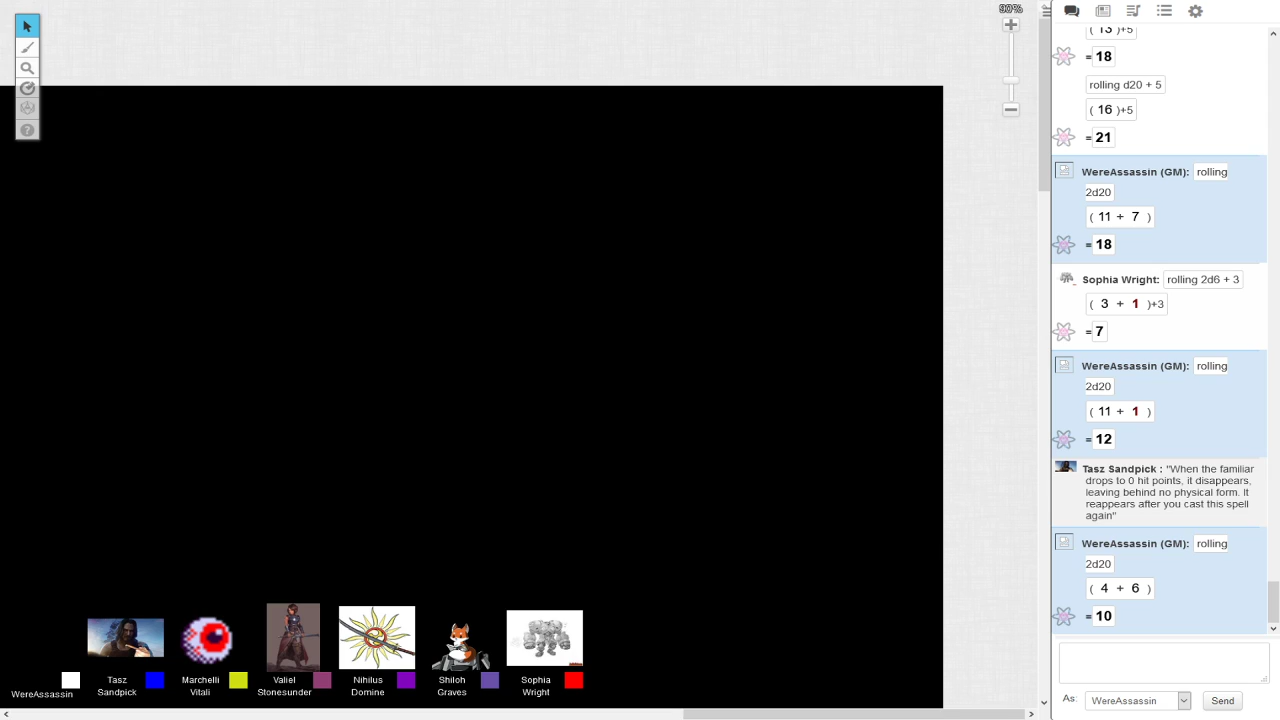 90%
( 13 )+5
=18
rolling d20 + 5
( 16 )+5
=21
WereAssassin (GM): rolling
2d20
( 11 + 7 )
=18
Sophia Wright: rolling 2d6 + 3
( 3 + 1 )+3
=7
WereAssassin (GM): rolling
2d20
( 11 + 1 )
=12
Tasz Sandpick : "When the familiar
drops to 0 hit points, it disappears,
leaving behind no physical form. It
reappears after you cast this spell
again"
WereAssassin (GM): rolling
2d20
( 4 + 6 )
=10
WereAssassin
Tasz
Sandpick
Marchelli
Vitali
Valiel
Stonesunder
Nihilus
Domine
Shiloh
Graves
Sophia
Wright
As: WereAssassin Send